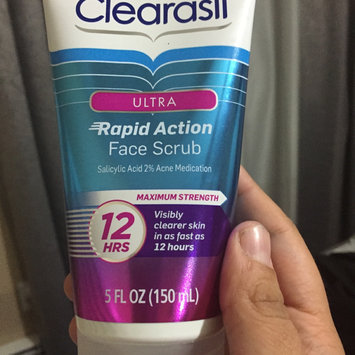 Clearasil
ULTRA
Rapid Action
Face Scrub
Salicylic Acid 2% Acne Medication
MAXIMUM STRENGTH
12
HRS
Visibly
clearer skin
in as fast as
12 hours
5 FL OZ (150 mL)